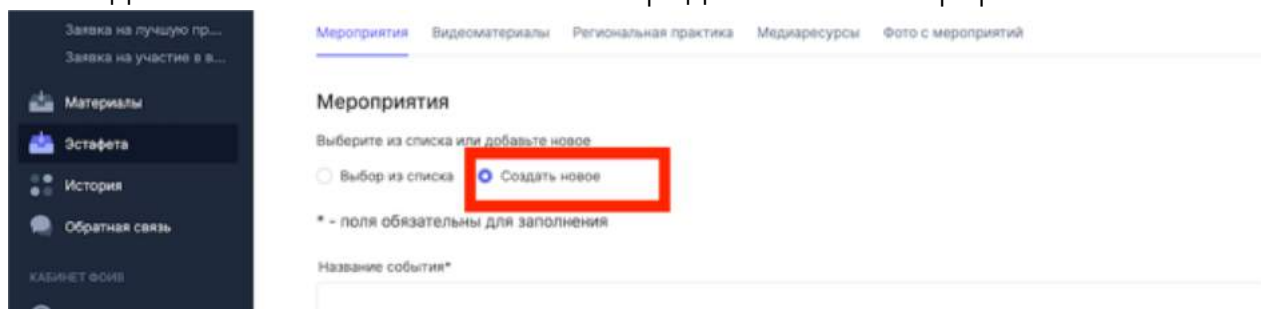 Заявка на лучшую пр...
Заявка на участие в в...
Материалы
Эстафета
История
Обратная связь
КАБИНЕТ ФОИВ
Мероприятия Видеоматериалы Региональная практика Медиаресурсы Фото с мероприятий
Мероприятия
Выберите из списка или добавьте новое
Выбор из списка Создать новое
* - поля обязательны для заполнения
Название события*